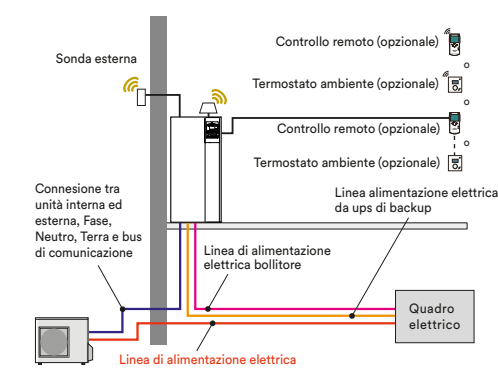 Controllo remoto (opzionale)
o
Sonda esterna
Termostato ambiente (opzionale)
o
Controllo remoto (opzionale)
o
Termostato ambiente (opzionale)
Connesione tra
unità interna ed
esterna, Fase,
Neutro, Terra e bus
di comunicazione
Linea alimentazione elettrica
da ups di backup
Linea di alimentazione
elettrica bollitore
Quadro
elettrico
Linea di alimentazione elettrica